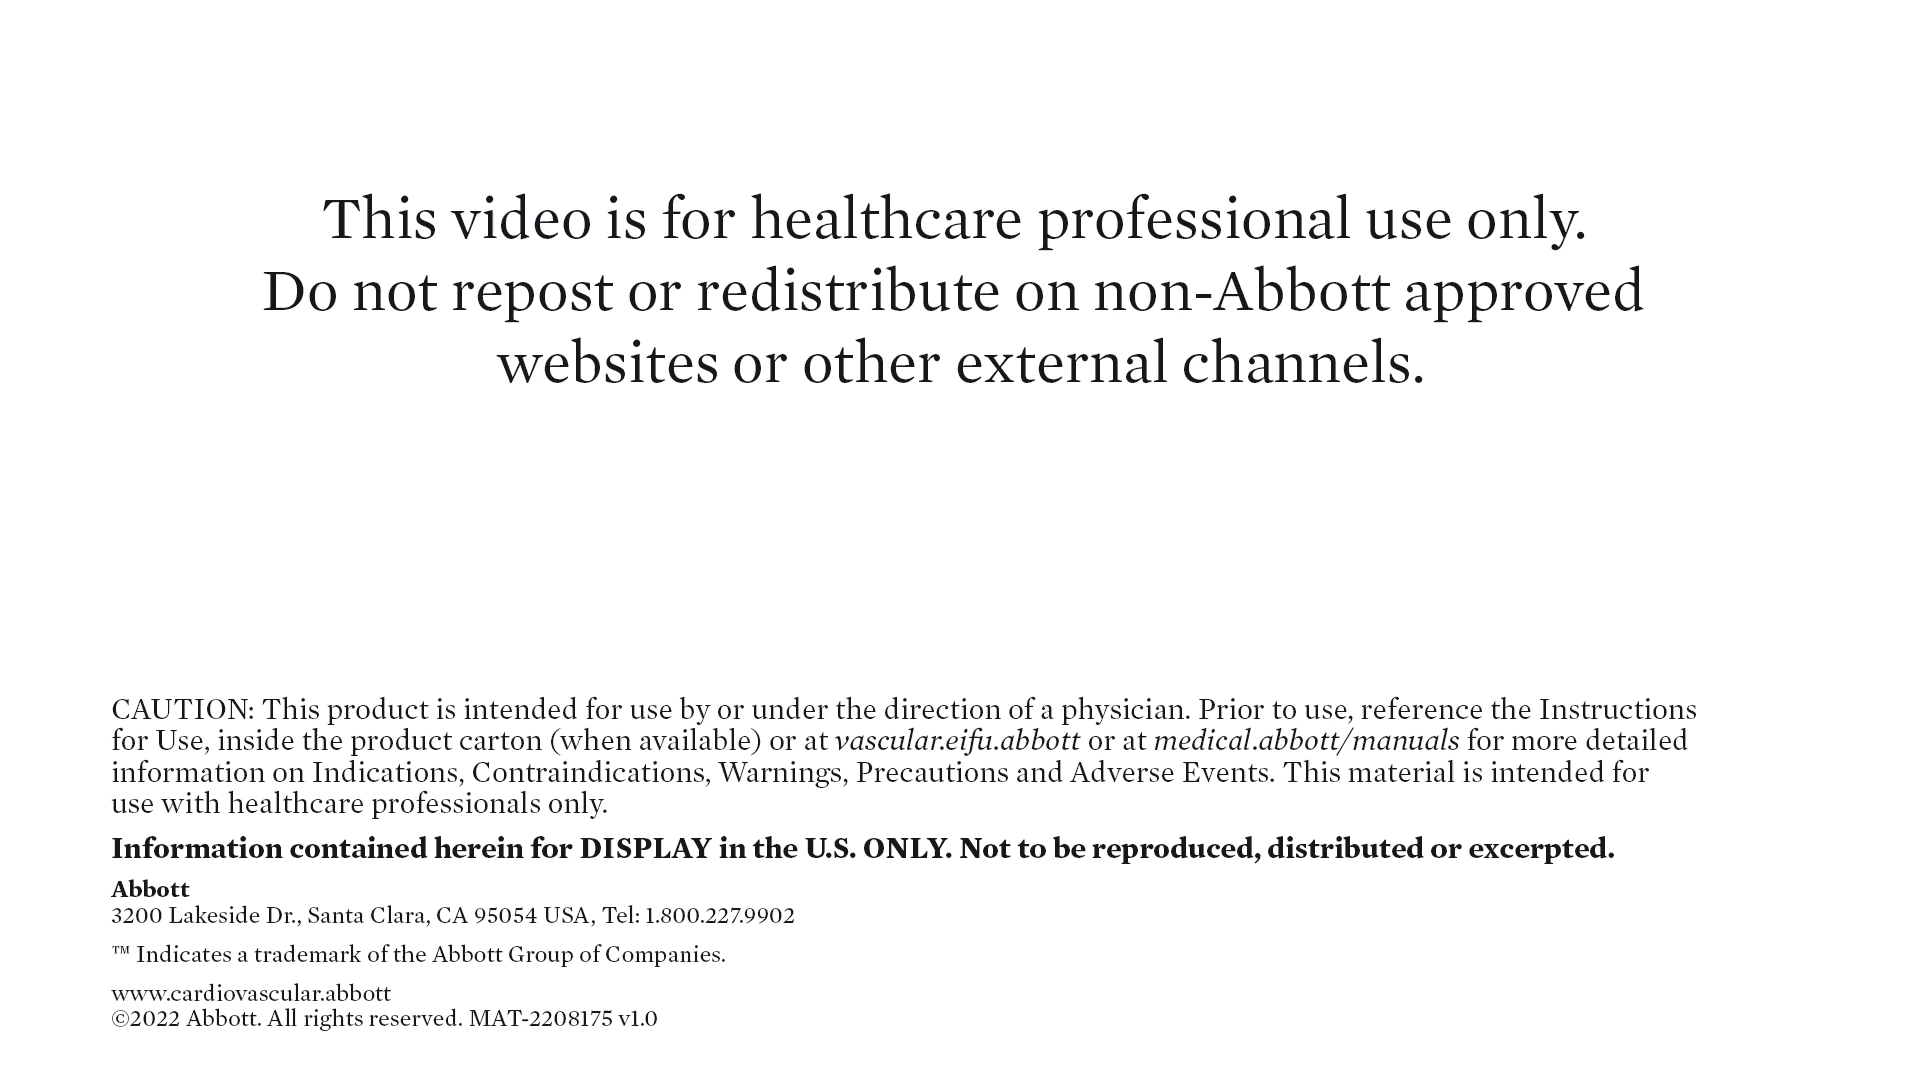 This video is for healthcare professional use only.
Do not repost or redistribute on non-Abbott approved
websites or other external channels.
CAUTION: This product is intended for use by or under the direction of a physician. Prior to use, reference the Instructions
for Use, inside the product carton (when available) or at vascular.eifu.abbott or at medical.abbott/manuals for more detailed
information on Indications, Contraindications, Warnings, Precautions and Adverse Events. This material is intended for
use with healthcare professionals only.
Information contained herein for DISPLAY in the U.S. ONLY. Not to be reproduced, distributed or excerpted.
Abbott
3200 Lakeside Dr., Santa Clara, CA 95054 USA, Tel: 1.800.227.9902
™ Indicates a trademark of the Abbott Group of Companies.
www.cardiovascular.abbott
©2022 Abbott. All rights reserved. MAT-2208175 v1.0